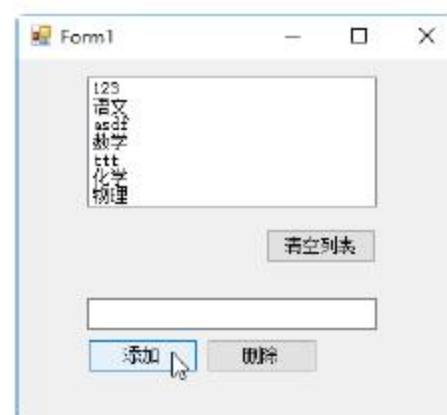 Form1
123
语文
asdf
数学
ttt
化学
物理
清空列表
添加 删除